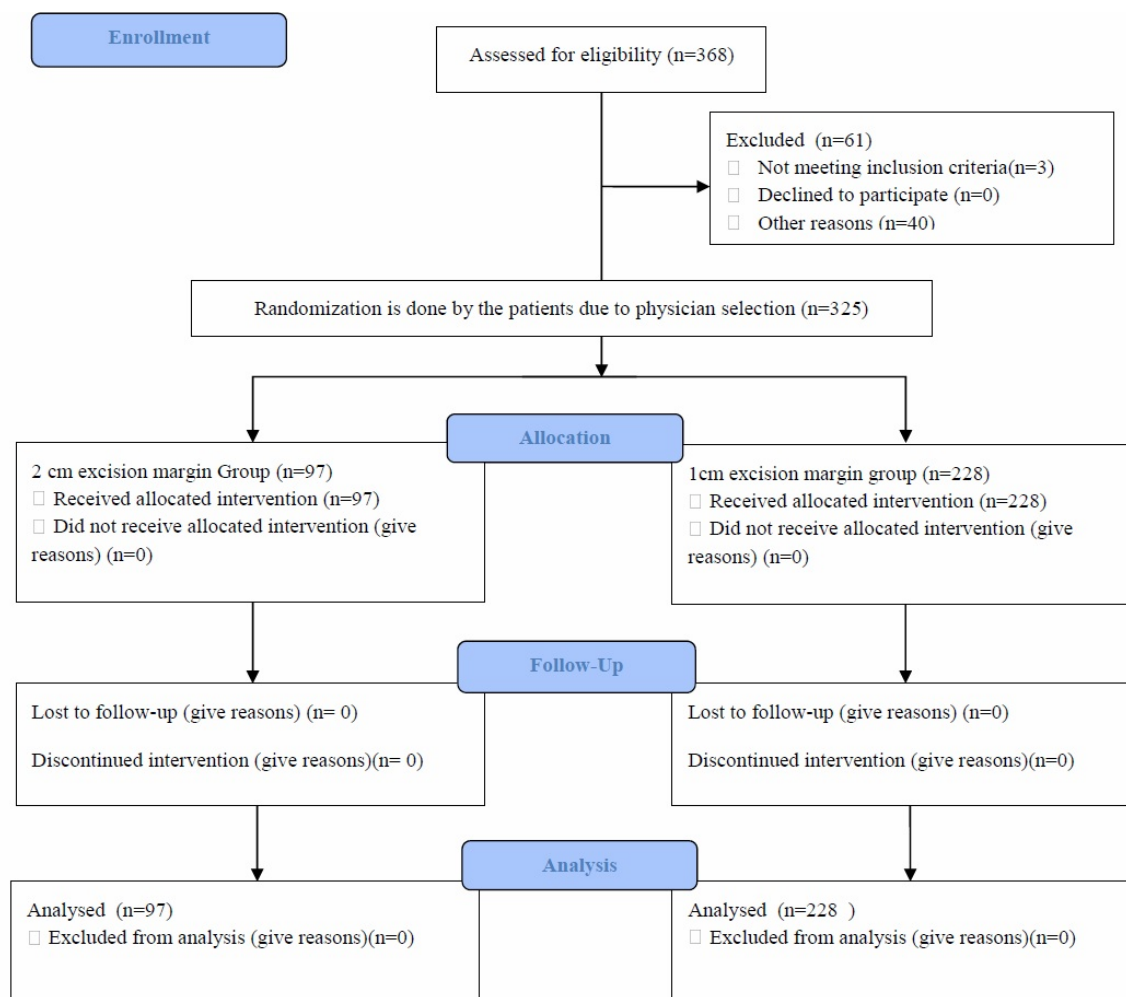 Enrollment
Assessed for eligibility (n=368)
Excluded (n=61)
Not meeting inclusion criteria(n=3)
Declined to participate (n=0)
Other reasons (n=40)
Randomization is done by the patients due to physician selection (n=325)
Allocation
2 cm excision margin Group (n=97)
Received allocated intervention (n=97)
Did not receive allocated intervention (give
reasons) (n=0)
1cm excision margin group (n=228)
Received allocated intervention (n=228)
Did not receive allocated intervention (give
reasons) (n=0)
Follow-Up
Lost to follow-up (give reasons) (n= 0)
Discontinued intervention (give reasons)(n= 0)
Lost to follow-up (give reasons) (n=0)
Discontinued intervention (give reasons)(n=0)
Analysis
Analysed (n=97)
Excluded from analysis (give reasons)(n=0)
Analysed (n=228 )
Excluded from analysis (give reasons)(n=0)